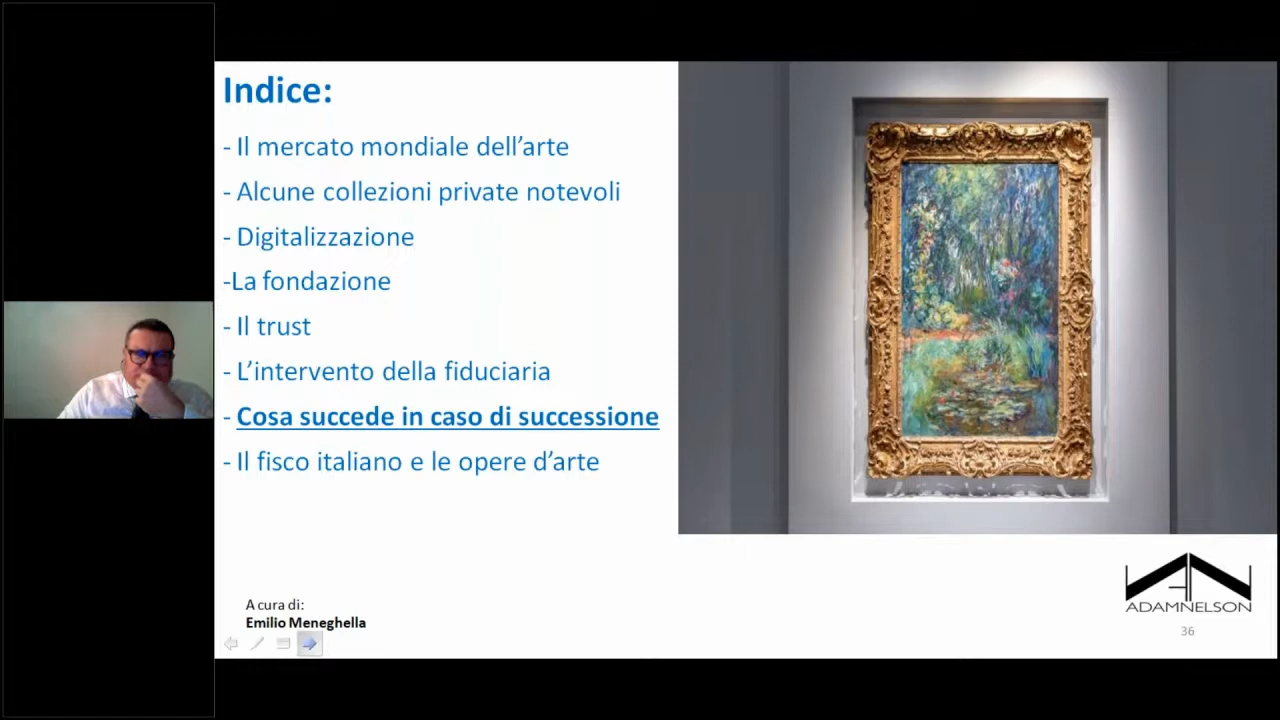 Indice:
- Il mercato mondiale dell’arte
- Alcune collezioni private notevoli
- Digitalizzazione
-La fondazione
- Il trust
- L’intervento della fiduciaria
- Cosa succede in caso di successione
- Il fisco italiano e le opere d’arte
A cura di:
Emilio Meneghella
ADAMNELSON
36